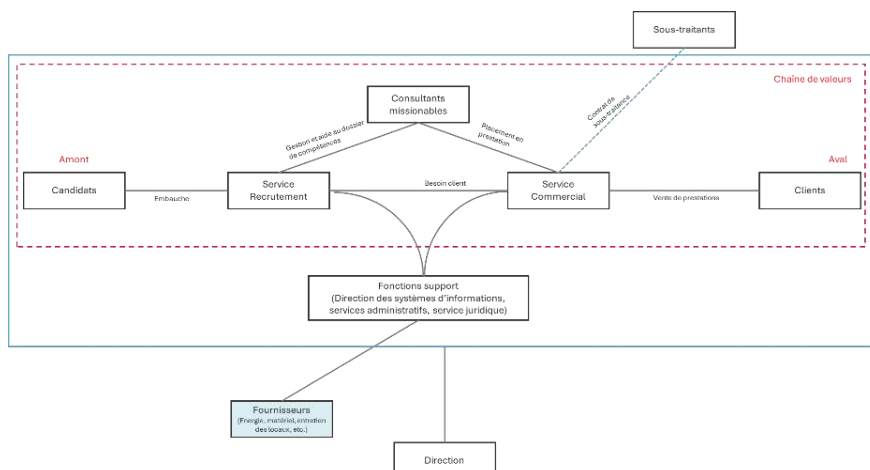 Sous-traitants
Chaîne de valeurs
Consultants
missionables
Gestion et aide au dossier
de compétences
Placement en
prestation
Contrat de
sous-traitance
Amont
Aval
Candidats
Embauche
Service
Recrutement
Besoin client
Service
Commercial
Vente de prestations
Clients
Fonctions support
(Direction des systèmes d'informations,
services administratifs, service juridique)
Fournisseurs
(Energie, matériel, entretien
des locaux, etc.)
Direction